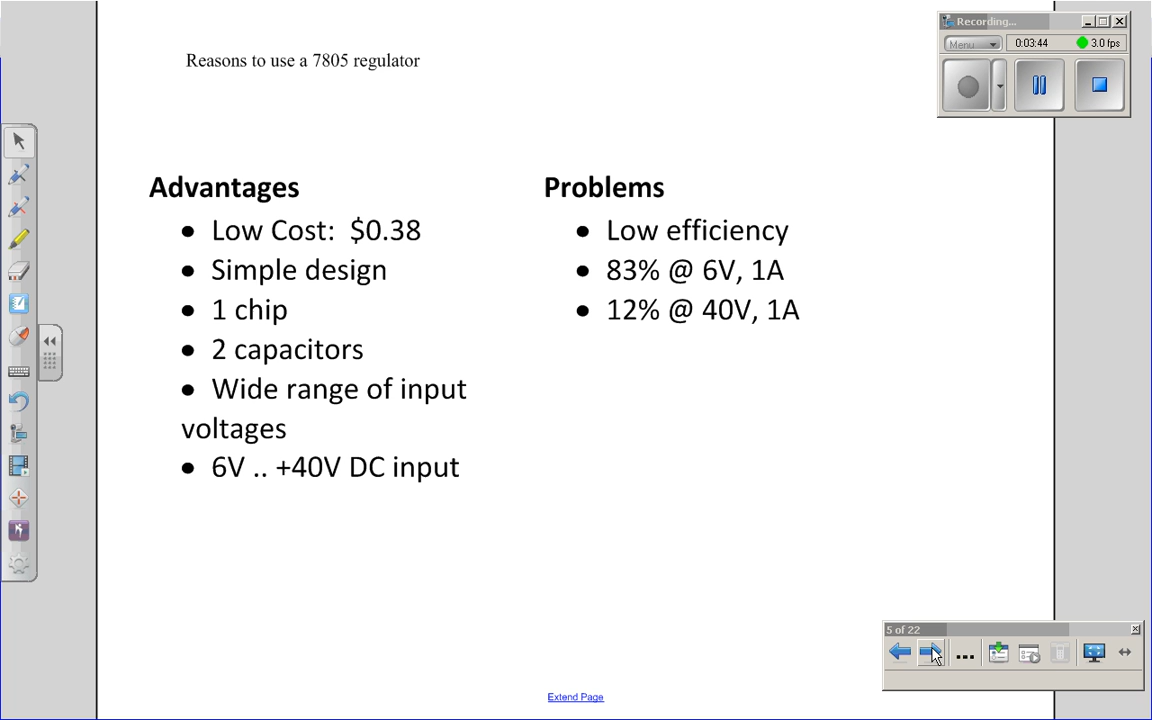 Recording...
Menu
0:03:44
3.0 fps
Reasons to use a 7805 regulator
Advantages
• Low Cost:  $0.38
• Simple design
• 1 chip
• 2 capacitors
• Wide range of input
voltages
• 6V .. +40V DC input
Problems
• Low efficiency
• 83% @ 6V, 1A
• 12% @ 40V, 1A
5 of 22
...
Extend Page